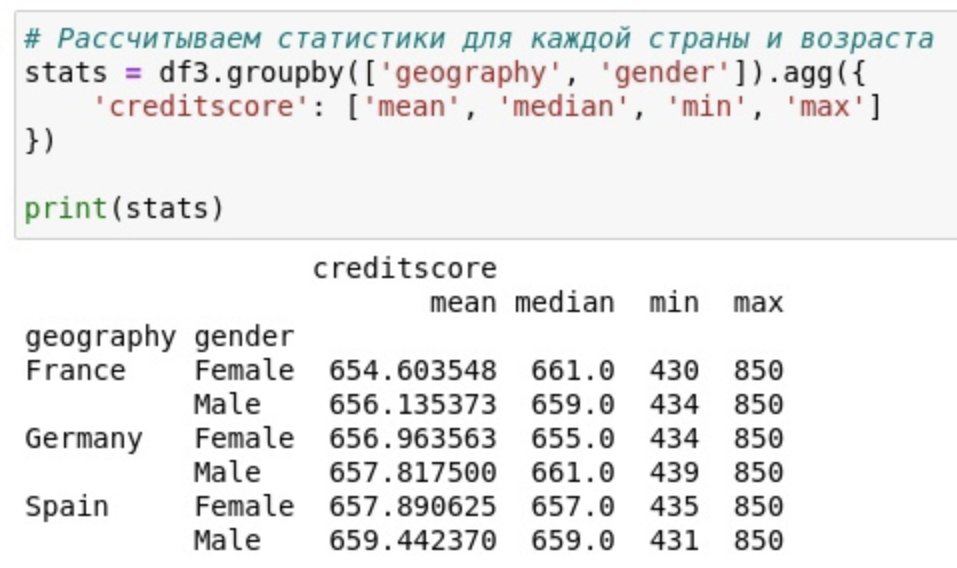 # Рассчитываем статистики для каждой страны и возраста
stats = df3.groupby(['geography', 'gender']).agg({
    'creditscore': ['mean', 'median', 'min', 'max']
})

print(stats)
                 creditscore
                        mean median  min  max
geography gender
France    Female  654.603548  661.0  430  850
          Male    656.135373  659.0  434  850
Germany   Female  656.963563  655.0  434  850
          Male    657.817500  661.0  439  850
Spain     Female  657.890625  657.0  435  850
          Male    659.442370  659.0  431  850